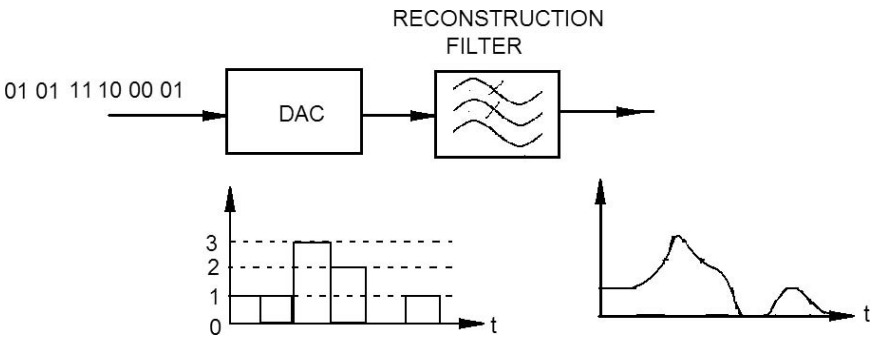 RECONSTRUCTION
FILTER
01 01 11 10 00 01
DAC
3
2
1
0
t
t